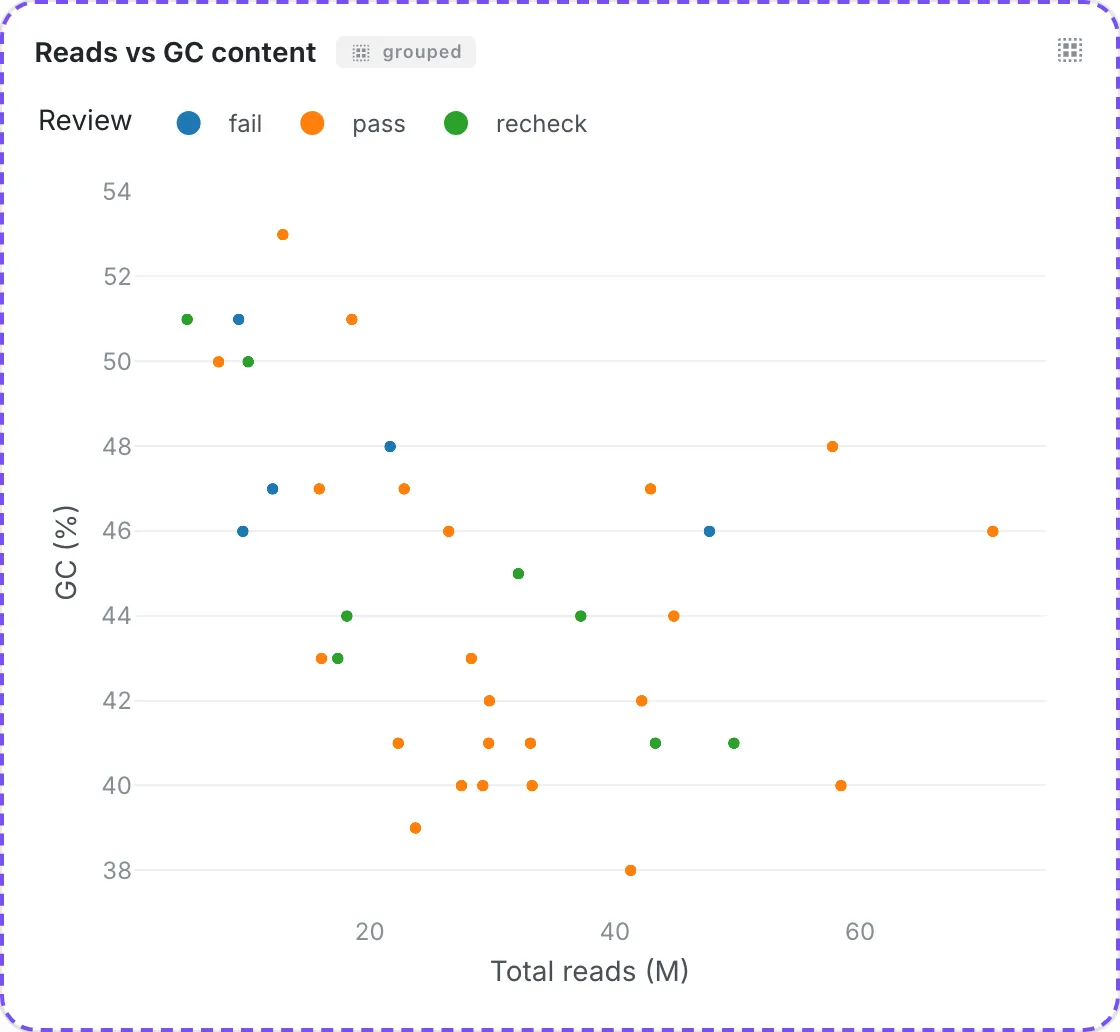 Reads vs GC content grouped
Review fail pass recheck
54
52
50
48
46
44
42
40
38
GC (%)
20 40 60
Total reads (M)